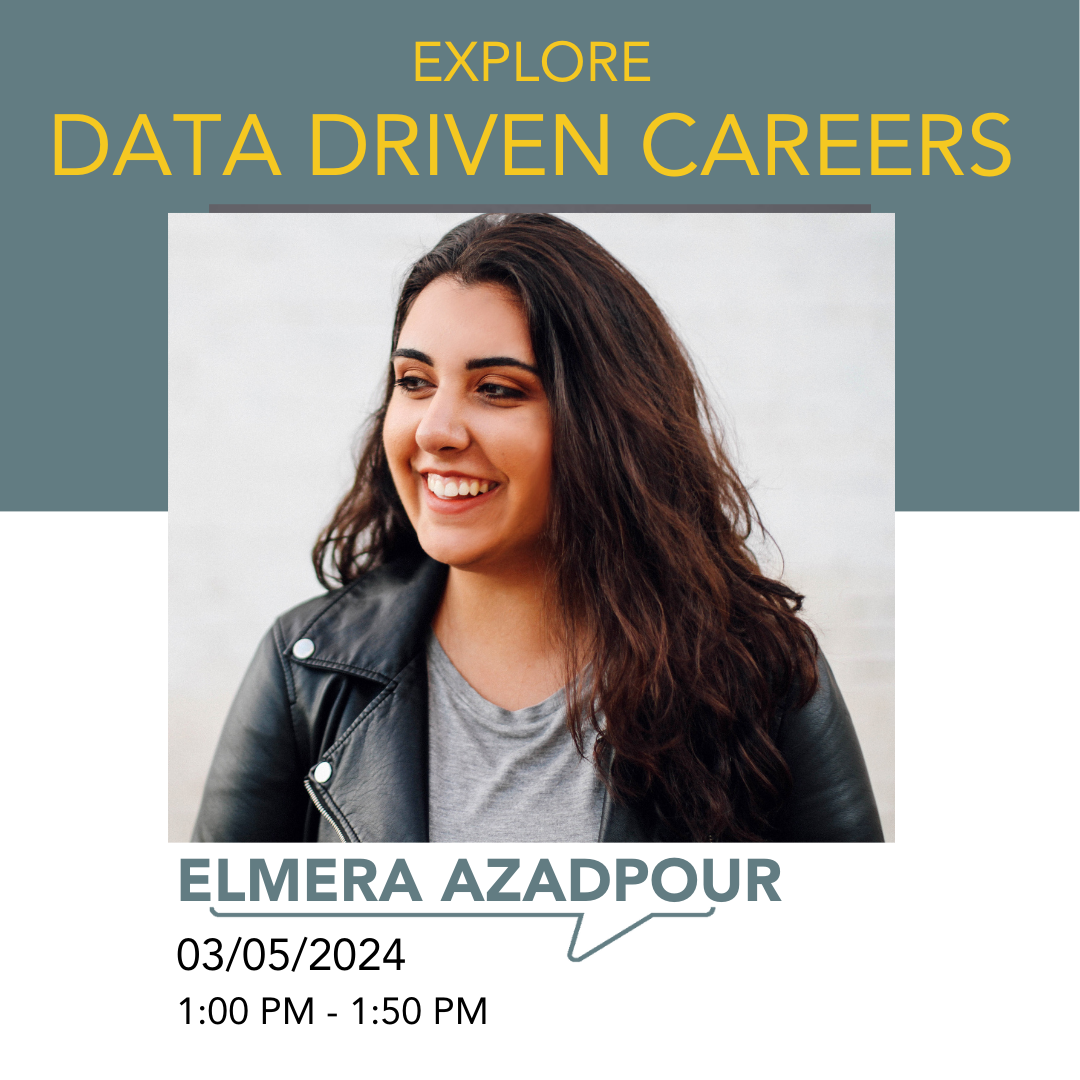 EXPLORE
DATA DRIVEN CAREERS
ELMERA AZADPOUR
03/05/2024
1:00 PM - 1:50 PM